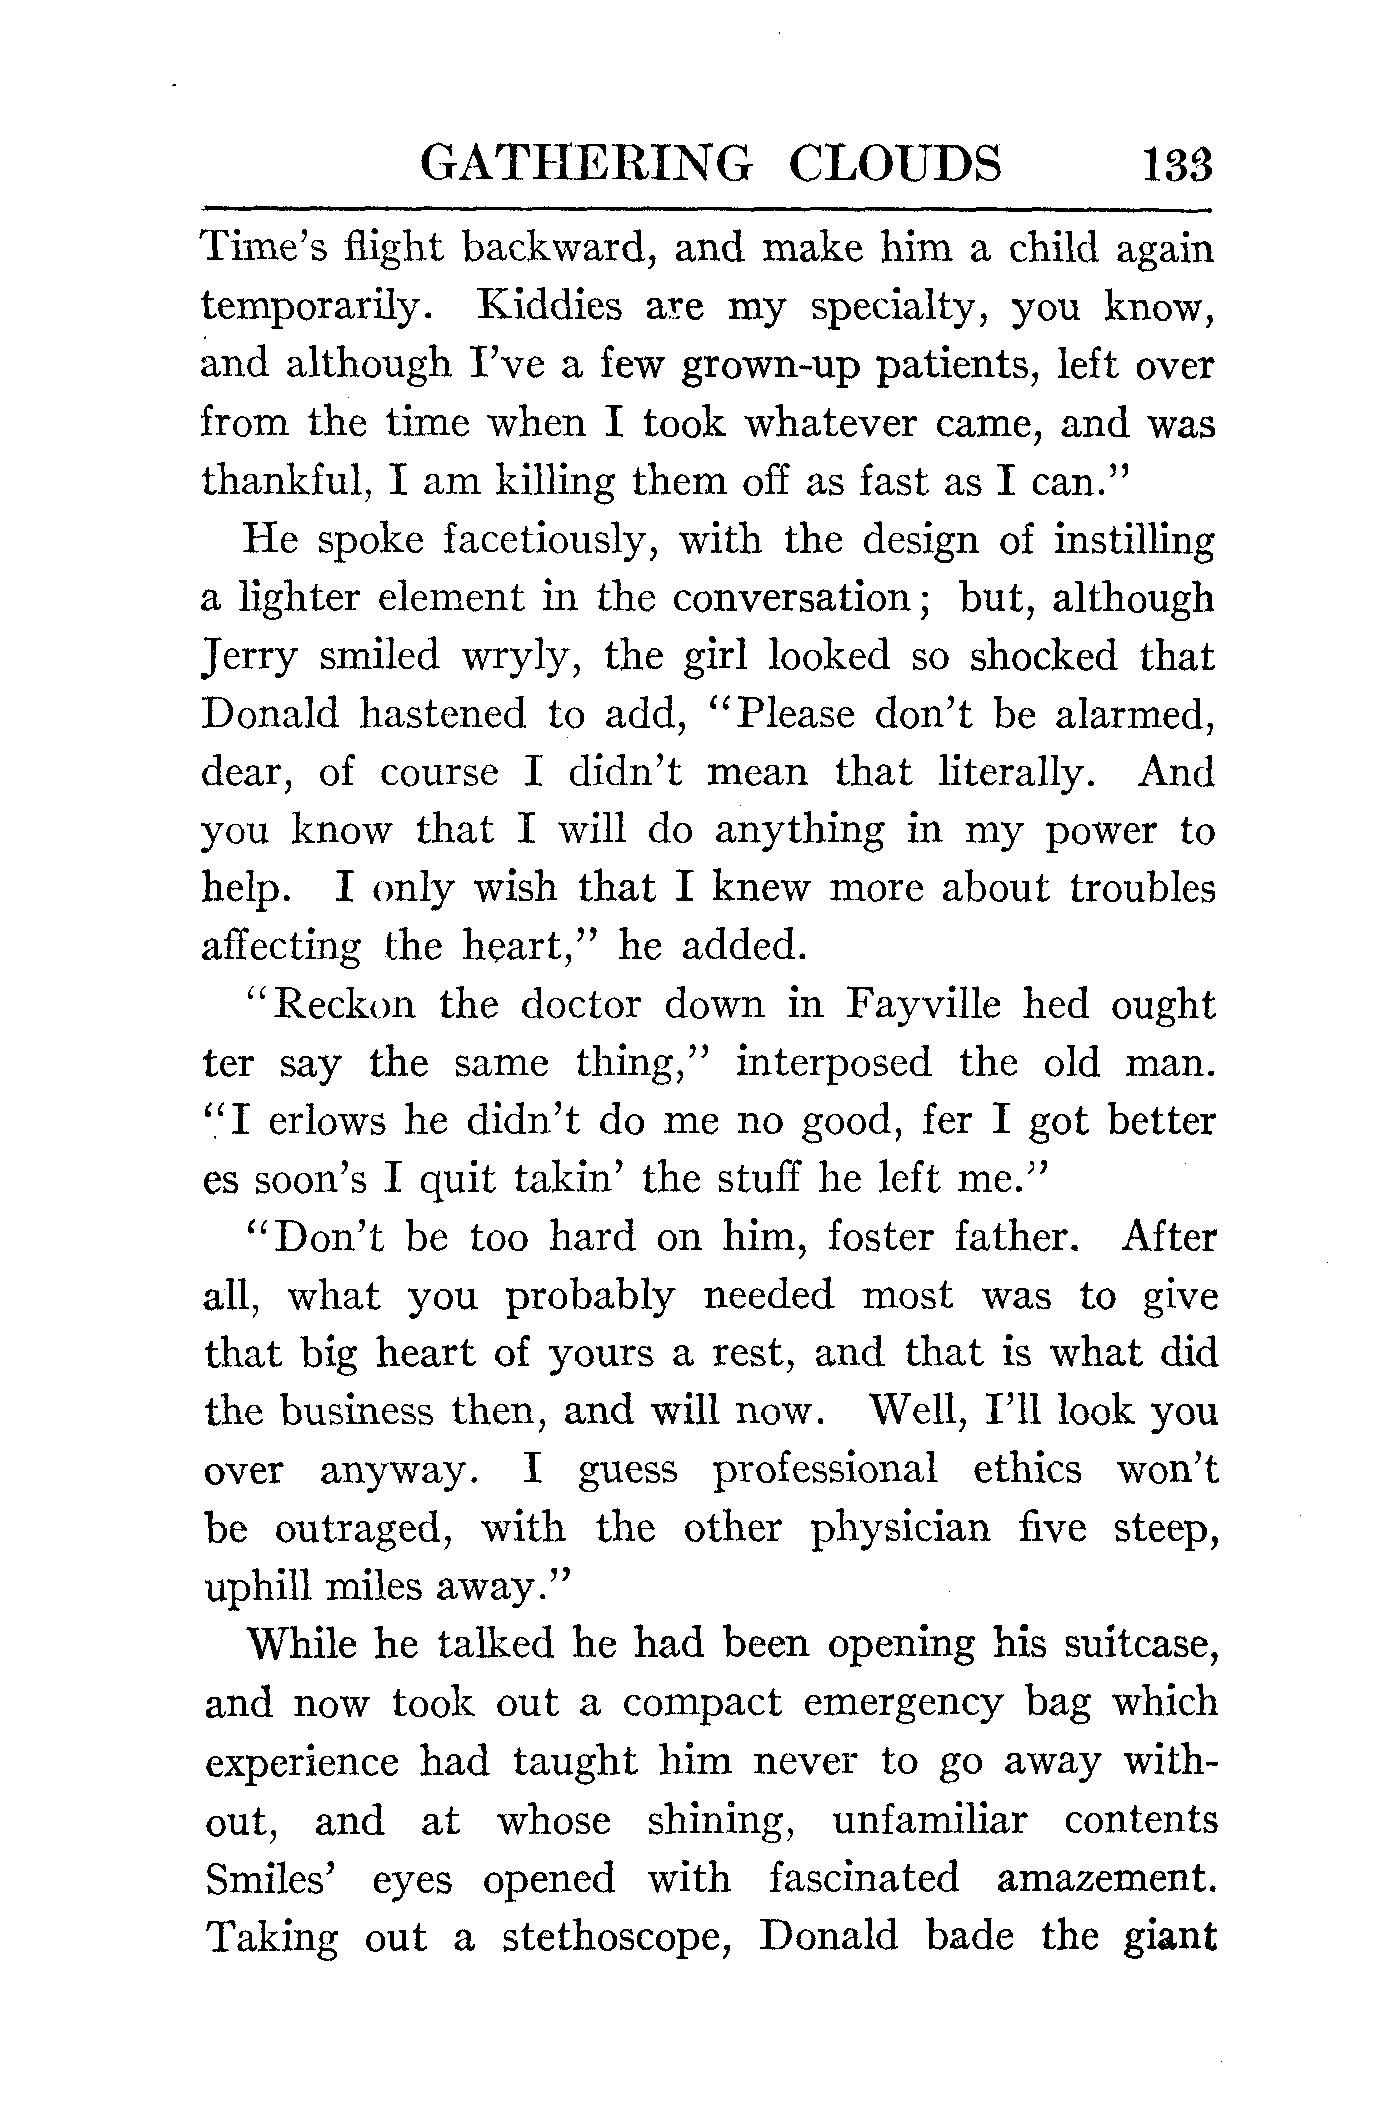 GATHERING CLOUDS 133
Time's flight backward, and make him a child again
temporarily. Kiddies are my specialty, you know,
and although I've a few grown-up patients, left over
from the time when I took whatever came, and was
thankful, I am killing them off as fast as I can."
He spoke facetiously, with the design of instilling
a lighter element in the conversation; but, although
Jerry smiled wryly, the girl looked so shocked that
Donald hastened to add, "Please don't be alarmed,
dear, of course I didn't mean that literally. And
you know that I will do anything in my power to
help. I only wish that I knew more about troubles
affecting the heart," he added.
"Reckon the doctor down in Fayville hed ought
ter say the same thing," interposed the old man.
"I erlows he didn't do me no good, fer I got better
es soon's I quit takin' the stuff he left me."
"Don't be too hard on him, foster father. After
all, what you probably needed most was to give
that big heart of yours a rest, and that is what did
the business then, and will now. Well, I'll look you
over anyway. I guess professional ethics won't
be outraged, with the other physician five steep,
uphill miles away."
While he talked he had been opening his suitcase,
and now took out a compact emergency bag which
experience had taught him never to go away with-
out, and at whose shining, unfamiliar contents
Smiles' eyes opened with fascinated amazement.
Taking out a stethoscope, Donald bade the giant